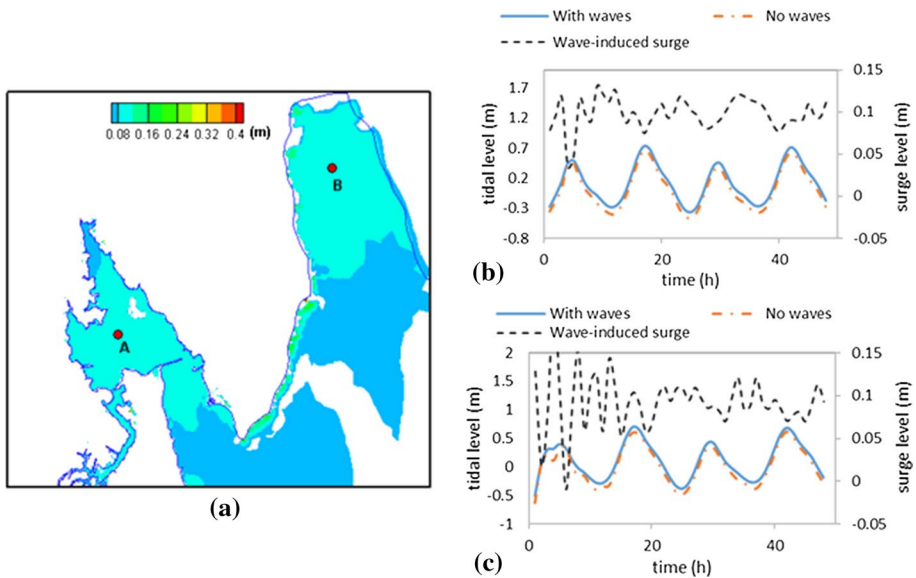 0.08 0.16 0.24 0.32 0.4 (m)
A
B
(a)
With waves
No waves
Wave-induced surge
tidal level (m)
1.7
1.2
0.7
0.2
-0.3
-0.8
0
20
40
time (h)
0.15
0.1
0.05
0
-0.05
surge level (m)
(b)
With waves
No waves
Wave-induced surge
tidal level (m)
2
1.5
1
0.5
0
-0.5
-1
0
20
40
time (h)
0.15
0.1
0.05
0
-0.05
surge level (m)
(c)